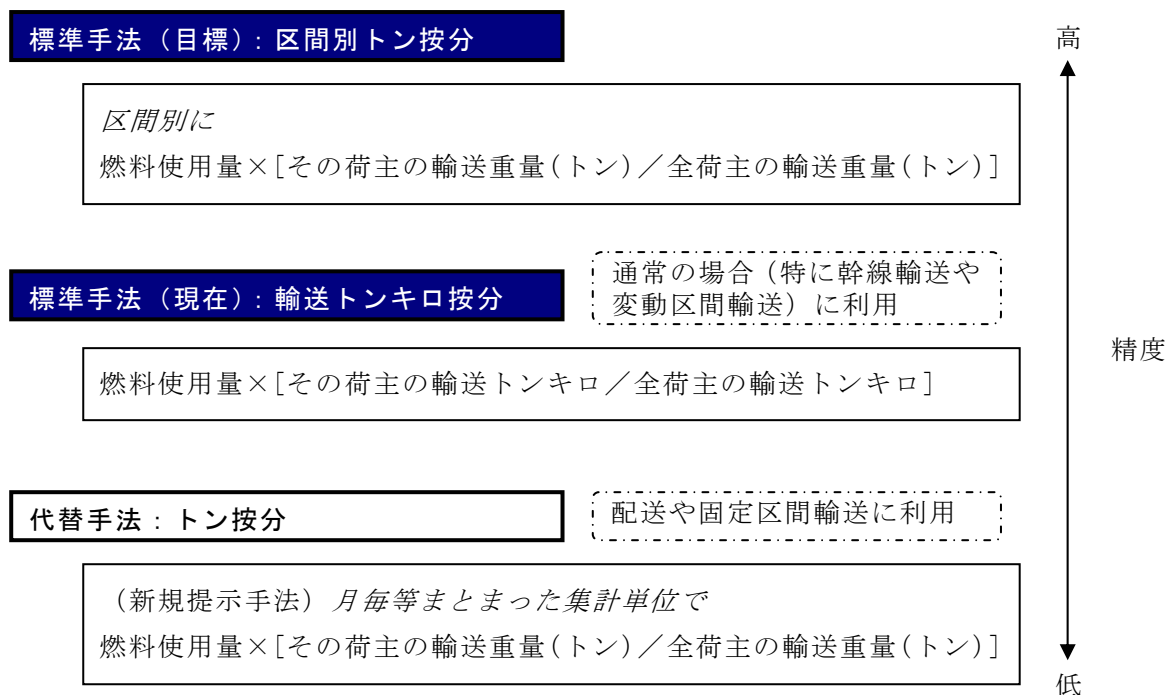 標準手法（目標）：区間別トン按分
高
区間別に
燃料使用量×[その荷主の輸送重量(トン)／全荷主の輸送重量(トン)]
通常の場合（特に幹線輸送や
変動区間輸送）に利用
標準手法（現在）：輸送トンキロ按分
精度
燃料使用量×[その荷主の輸送トンキロ／全荷主の輸送トンキロ]
代替手法：トン按分
配送や固定区間輸送に利用
（新規提示手法）月毎等まとまった集計単位で
燃料使用量×[その荷主の輸送重量(トン)／全荷主の輸送重量(トン)]
低